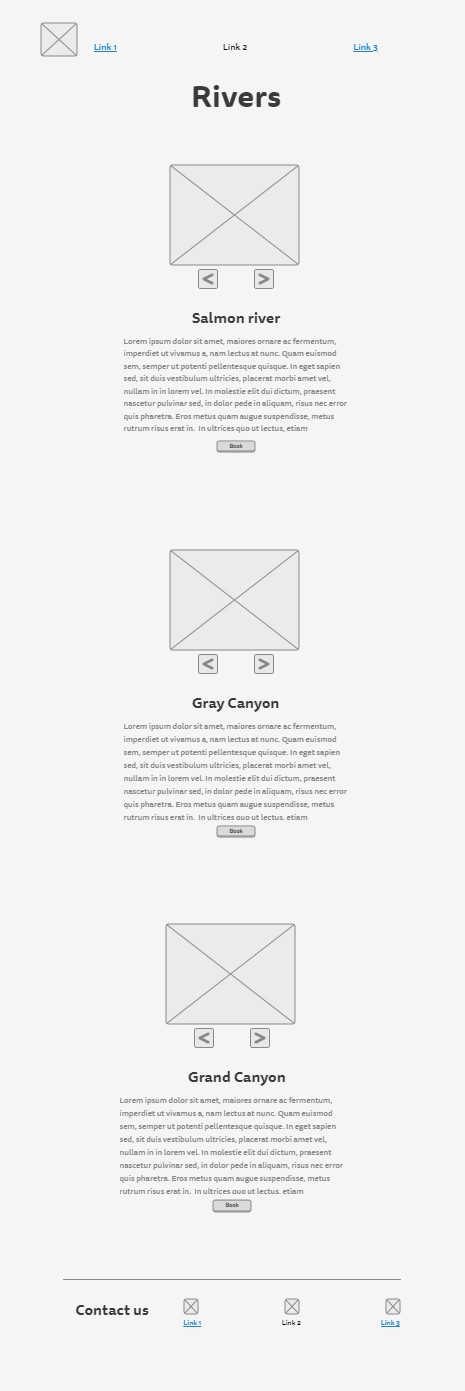 Link 1 Link 2 Link 3
Rivers
< >
Salmon river
Lorem ipsum dolor sit amet, maiores ornare ac fermentum,
imperdiet ut vivamus a, nam lectus at nunc. Quam euismod
sem, semper ut potenti pellentesque quisque. In eget sapien
sed, sit duis vestibulum ultricies, placerat morbi amet vel,
nullam in in lorem vel. In molestie elit dui dictum, praesent
nascetur pulvinar sed, in dolor pede in aliquam, risus nec error
quis pharetra. Eros metus quam augue suspendisse, metus
rutrum risus erat in. In ultrices quo ut lectus, etiam
Book
< >
Gray Canyon
Lorem ipsum dolor sit amet, maiores ornare ac fermentum,
imperdiet ut vivamus a, nam lectus at nunc. Quam euismod
sem, semper ut potenti pellentesque quisque. In eget sapien
sed, sit duis vestibulum ultricies, placerat morbi amet vel,
nullam in in lorem vel. In molestie elit dui dictum, praesent
nascetur pulvinar sed, in dolor pede in aliquam, risus nec error
quis pharetra. Eros metus quam augue suspendisse, metus
rutrum risus erat in. In ultrices quo ut lectus, etiam
Book
< >
Grand Canyon
Lorem ipsum dolor sit amet, maiores ornare ac fermentum,
imperdiet ut vivamus a, nam lectus at nunc. Quam euismod
sem, semper ut potenti pellentesque quisque. In eget sapien
sed, sit duis vestibulum ultricies, placerat morbi amet vel,
nullam in in lorem vel. In molestie elit dui dictum, praesent
nascetur pulvinar sed, in dolor pede in aliquam, risus nec error
quis pharetra. Eros metus quam augue suspendisse, metus
rutrum risus erat in. In ultrices quo ut lectus, etiam
Book
Contact us
Link 1 Link 2 Link 3